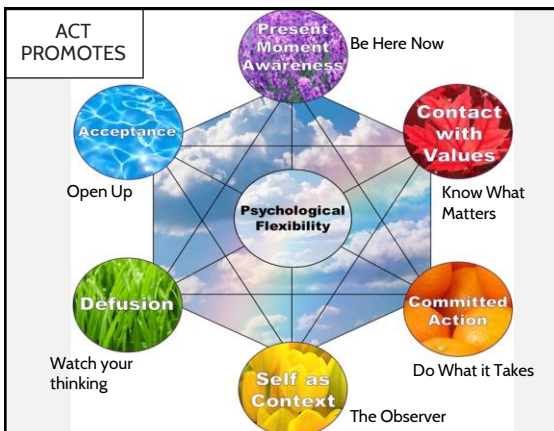 ACT
PROMOTES
Present
Moment
Awareness
Be Here Now
Acceptance
Open Up
Contact
with
Values
Know What
Matters
Psychological
Flexibility
Defusion
Watch your
thinking
Committed
Action
Do What it Takes
Self as
Context
The Observer